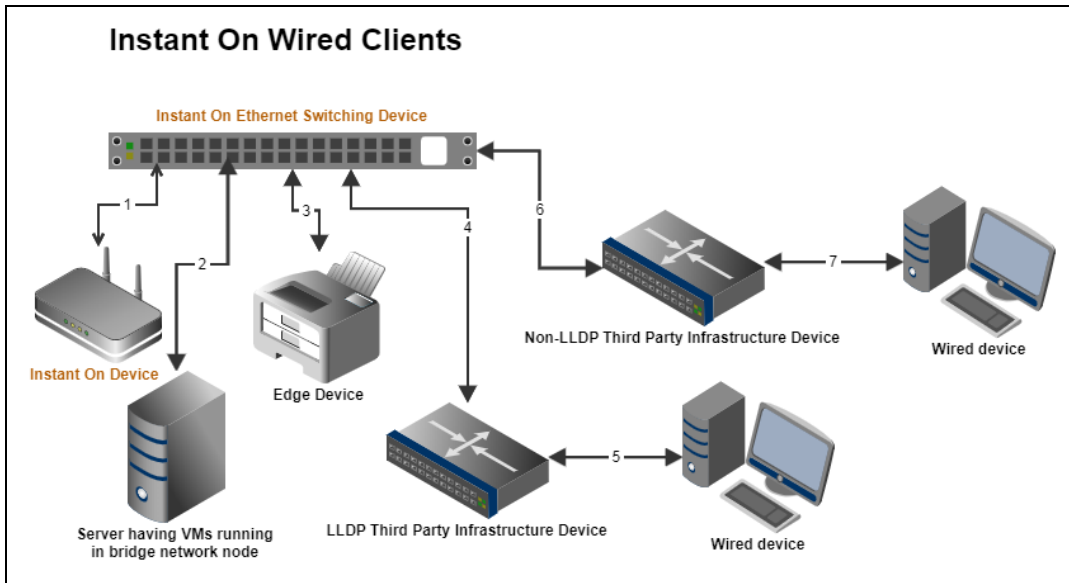 Instant On Wired Clients
Instant On Ethernet Switching Device
1
2
3
4
6
7
Instant On Device
Edge Device
Non-LLDP Third Party Infrastructure Device
Wired device
5
Server having VMs running
in bridge network node
LLDP Third Party Infrastructure Device
Wired device